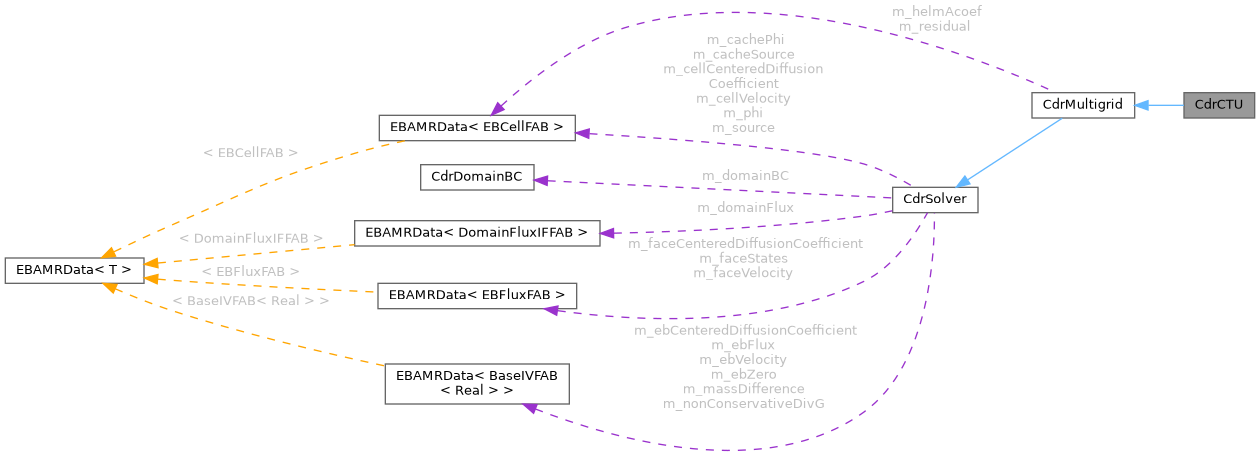 m_helmAcoef
m_residual
m_cachePhi
m_cacheSource
m_cellCenteredDiffusion
Coefficient
m_cellVelocity
m_phi
m_source
CdrMultigrid
CdrCTU
EBAMRData< EBCellFAB >
< EBCellFAB >
CdrDomainBC
m_domainBC
CdrSolver
m_domainFlux
EBAMRData< DomainFluxIFFAB >
< DomainFluxIFFAB >
m_faceCenteredDiffusionCoefficient
m_faceStates
m_faceVelocity
EBAMRData< T >
< EBFluxFAB >
EBAMRData< EBFluxFAB >
< BaseIVFAB< Real > >
m_ebCenteredDiffusionCoefficient
m_ebFlux
m_ebVelocity
m_ebZero
m_massDifference
m_nonConservativeDivG
EBAMRData< BaseIVFAB
< Real > >